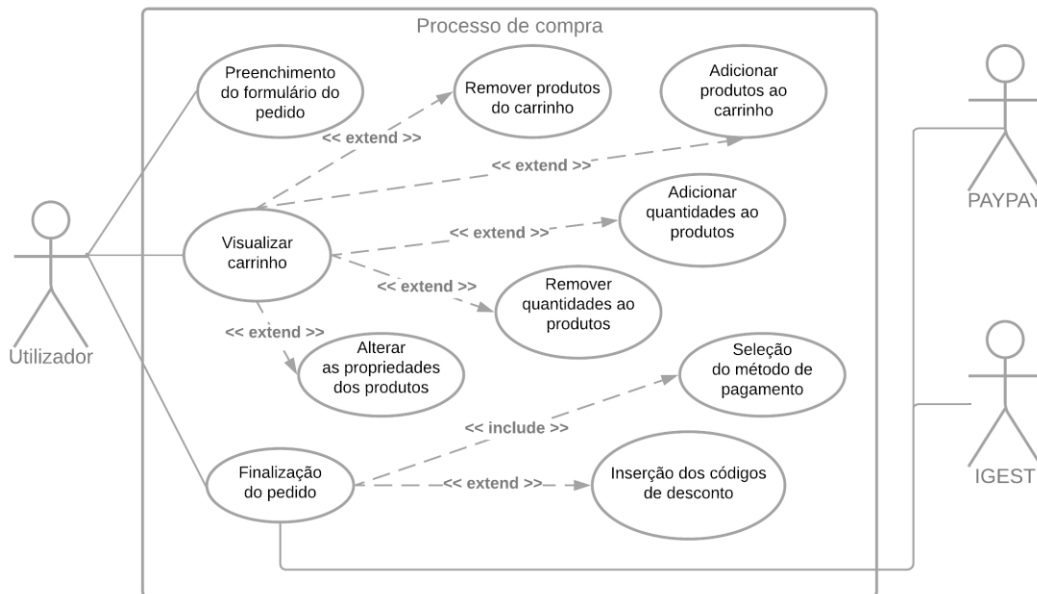 Processo de compra
Preenchimento
do formulário do
pedido
Remover produtos
do carrinho
Adicionar
produtos ao
carrinho
<< extend >>
<< extend >>
PAYPAY
Adicionar
quantidades ao
produtos
<< extend >>
Visualizar
carrinho
<< extend >>
Remover
quantidades ao
produtos
Utilizador
<< extend >>
Alterar
as propriedades
dos produtos
Seleção
do método de
pagamento
<< include >>
IGEST
Finalização
do pedido
<< extend >>
Inserção dos códigos
de desconto